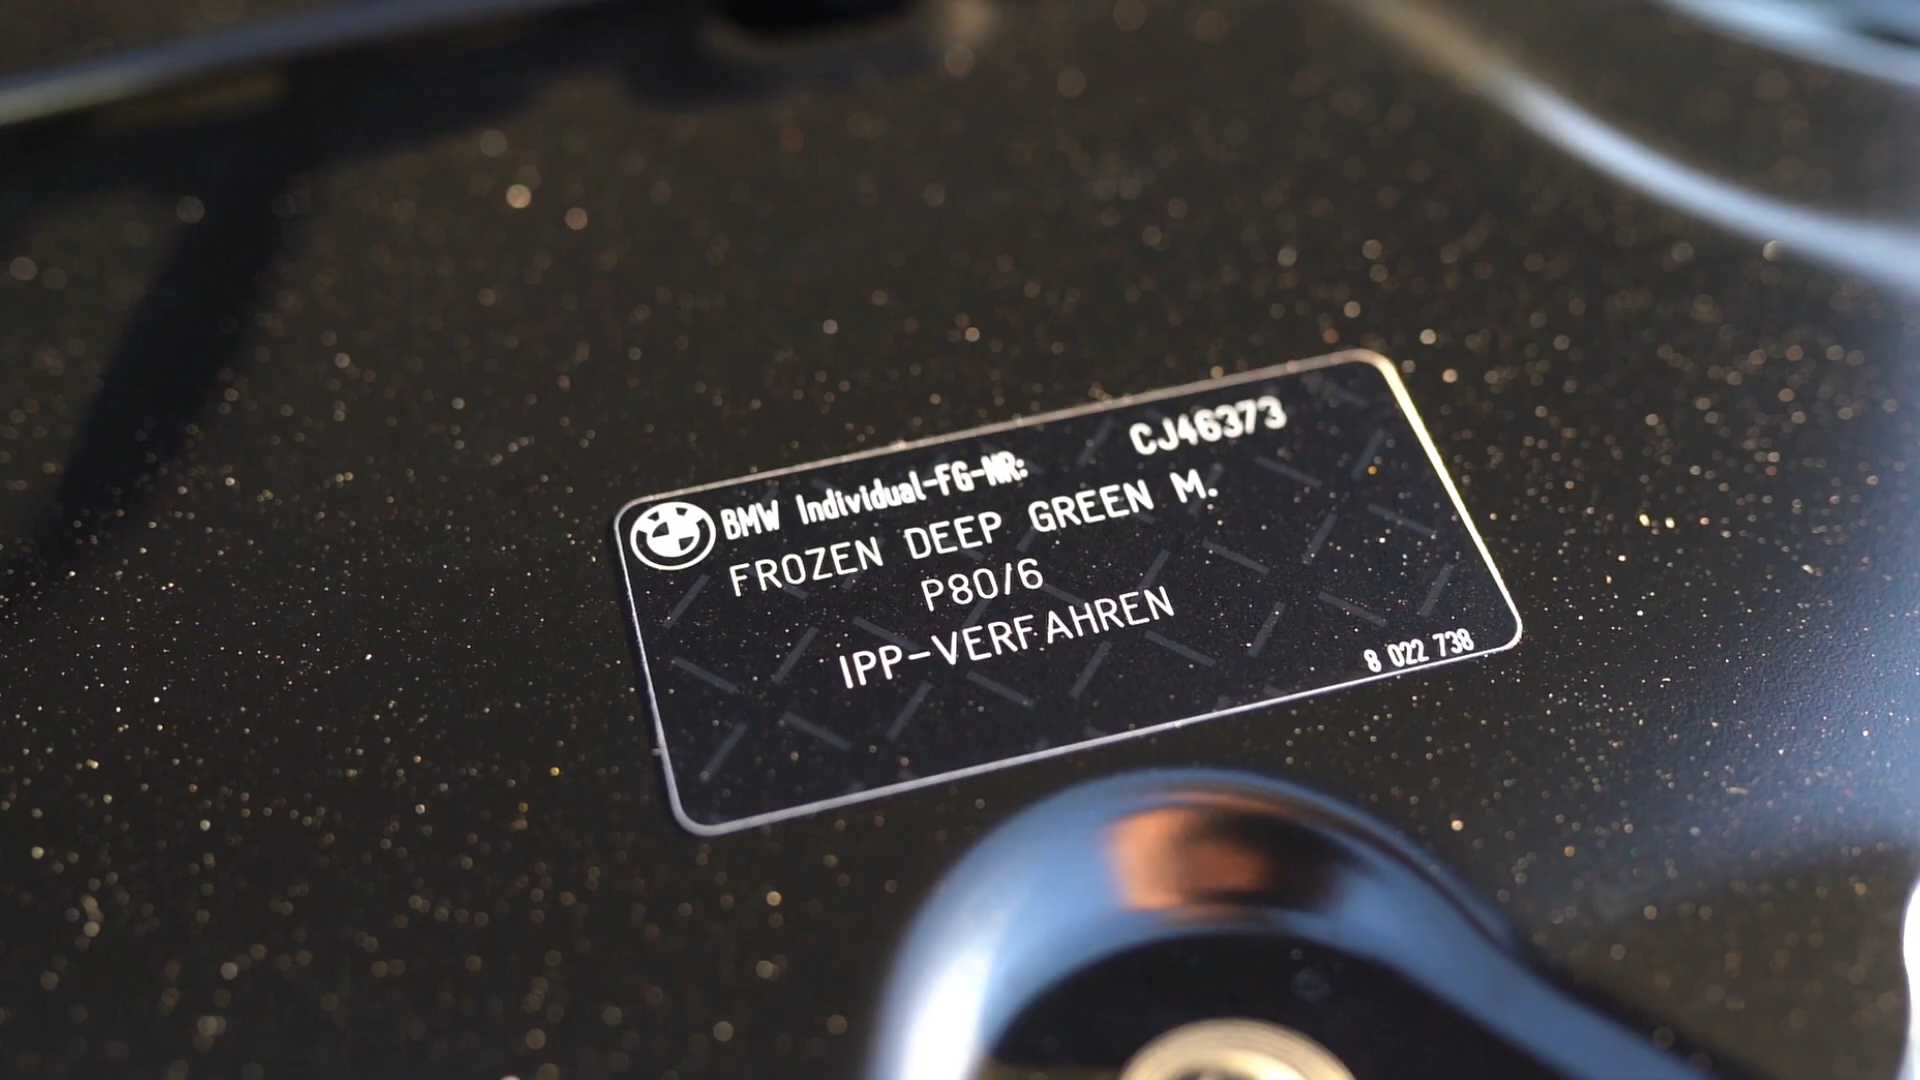 BMW Individual-FG-NR: CJ46373
FROZEN DEEP GREEN M.
P80/6
IPP-VERFAHREN
8 022 738